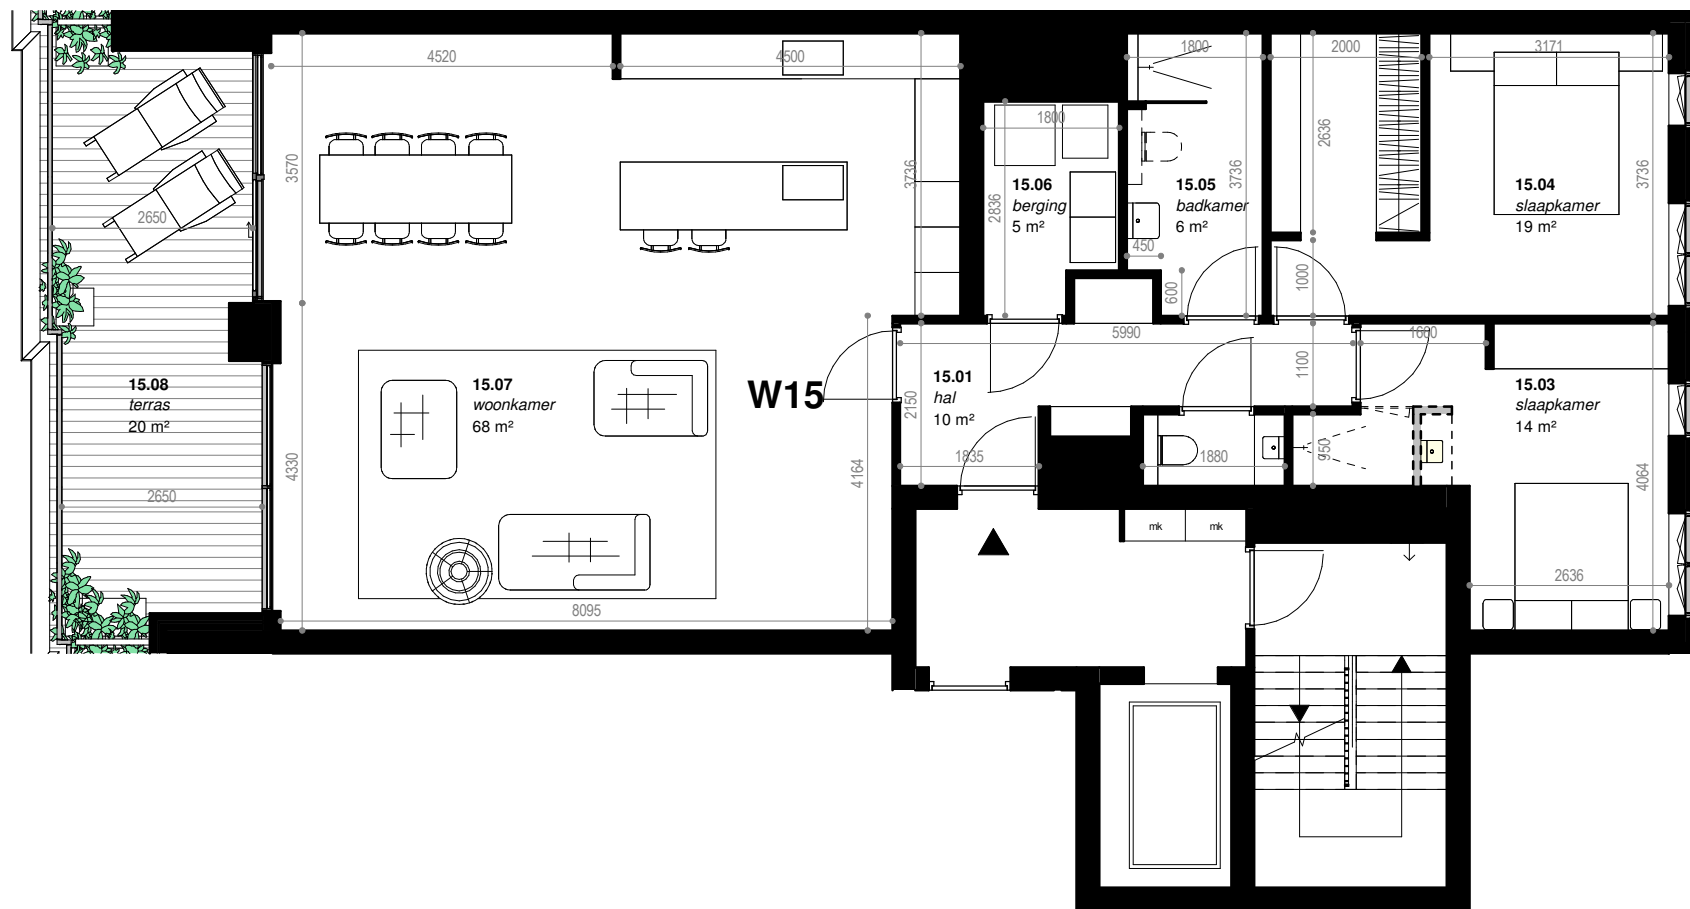 4520
4500
1800
2000
3171
3570
3736
1800
2836
15.06
berging
5 m²
15.05
badkamer
6 m²
3736
450
600
2636
1000
15.04
slaapkamer
19 m²
3736
2650
15.08
terras
20 m²
2650
15.07
woonkamer
68 m²
4330
8095
4164
W15
5990
15.01
hal
10 m²
2150
1835
1100
1600
1880
950
15.03
slaapkamer
14 m²
4064
2636
mk
mk